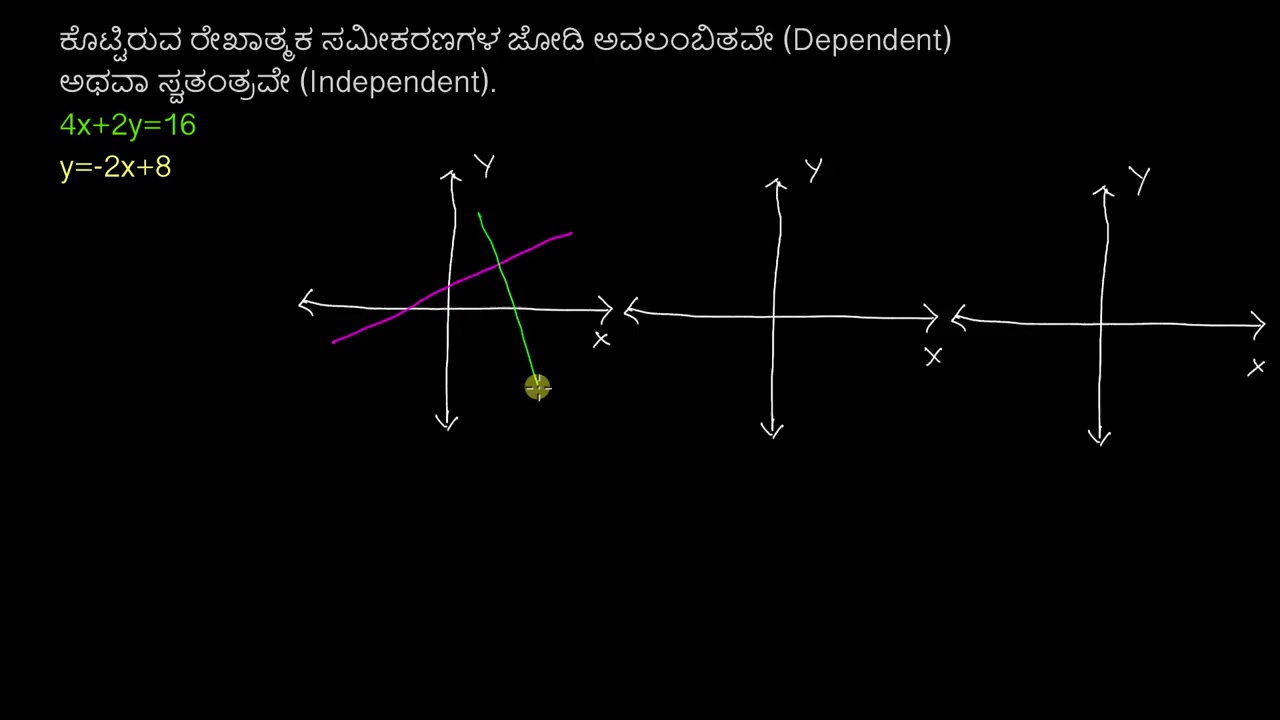 ಕೊಟ್ಟಿರುವ ರೇಖಾತ್ಮಕ ಸಮೀಕರಣಗಳ ಜೋಡಿ ಅವಲಂಬಿತವೇ (Dependent)
ಅಥವಾ ಸ್ವತಂತ್ರವೇ (Independent).
4x+2y=16
y=-2x+8
y
y
y
x
x
x